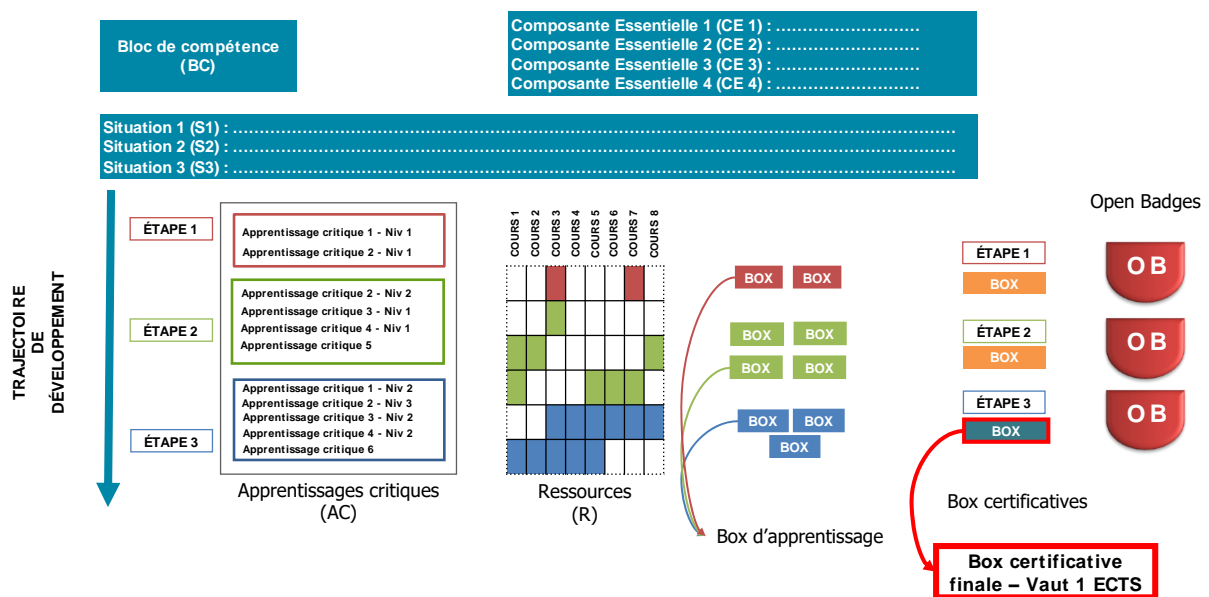 Bloc de compétence
(BC)
Composante Essentielle 1 (CE 1) : ............................
Composante Essentielle 2 (CE 2) : ............................
Composante Essentielle 3 (CE 3) : ............................
Composante Essentielle 4 (CE 4) : ............................
Situation 1 (S1) : ................................................................................
Situation 2 (S2) : ................................................................................
Situation 3 (S3) : ................................................................................
TRAJECTOIRE
DE
DÉVELOPPEMENT
ÉTAPE 1
Apprentissage critique 1 - Niv 1
Apprentissage critique 2 - Niv 1
ÉTAPE 2
Apprentissage critique 2 - Niv 2
Apprentissage critique 3 - Niv 1
Apprentissage critique 4 - Niv 1
Apprentissage critique 5
ÉTAPE 3
Apprentissage critique 1 - Niv 2
Apprentissage critique 2 - Niv 3
Apprentissage critique 3 - Niv 2
Apprentissage critique 4 - Niv 2
Apprentissage critique 6
Apprentissages critiques
(AC)
COURS 1
COURS 2
COURS 3
COURS 4
COURS 5
COURS 6
COURS 7
COURS 8
Ressources
(R)
BOX BOX
BOX BOX
BOX BOX
BOX BOX
BOX
Box d'apprentissage
ÉTAPE 1
BOX
ÉTAPE 2
BOX
ÉTAPE 3
BOX
Box certificatives
Box certificative
finale – Vaut 1 ECTS
Open Badges
OB
OB
OB